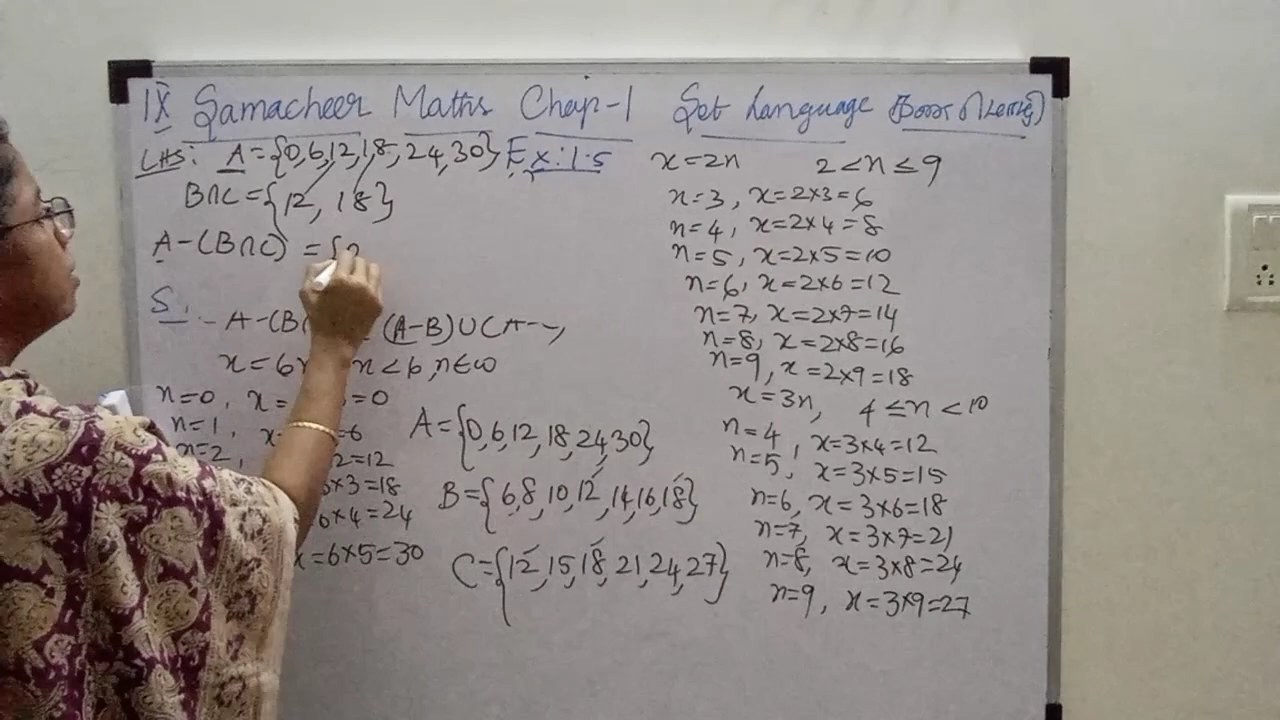 IX Samacheer Maths Chap-1 Set Language
LHS: A={0,6,12,18,24,30} Ex:1.5
B∩C={12, 18}
A-(B∩C) ={
S.
A-(B (A-B)∪(A-
x=6 n<6, n∈W
n=0, x= =0
n=1, x =6
n=2, 2=12
×3=18
6×4=24
x=6×5=30
A={0,6,12,18,24,30}
B={6,8,10,12,14,16,18}
C={12,15,18,21,24,27}
x=2n 2<n≤9
n=3, x=2×3=6
n=4, x=2×4=8
n=5, x=2×5=10
n=6, x=2×6=12
n=7, x=2×7=14
n=8, x=2×8=16
n=9, x=2×9=18
x=3n, 4≤n<10
n=4, x=3×4=12
n=5, x=3×5=15
n=6, x=3×6=18
n=7, x=3×7=21
n=8, x=3×8=24
n=9, x=3×9=27